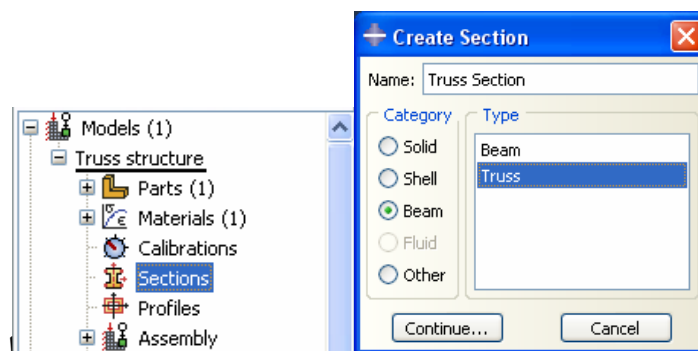 Models (1)
Truss structure
Parts (1)
Materials (1)
Calibrations
Sections
Profiles
Assembly
Create Section
Name: Truss Section
Category
Solid
Shell
Beam
Fluid
Other
Type
Beam
Truss
Continue...
Cancel